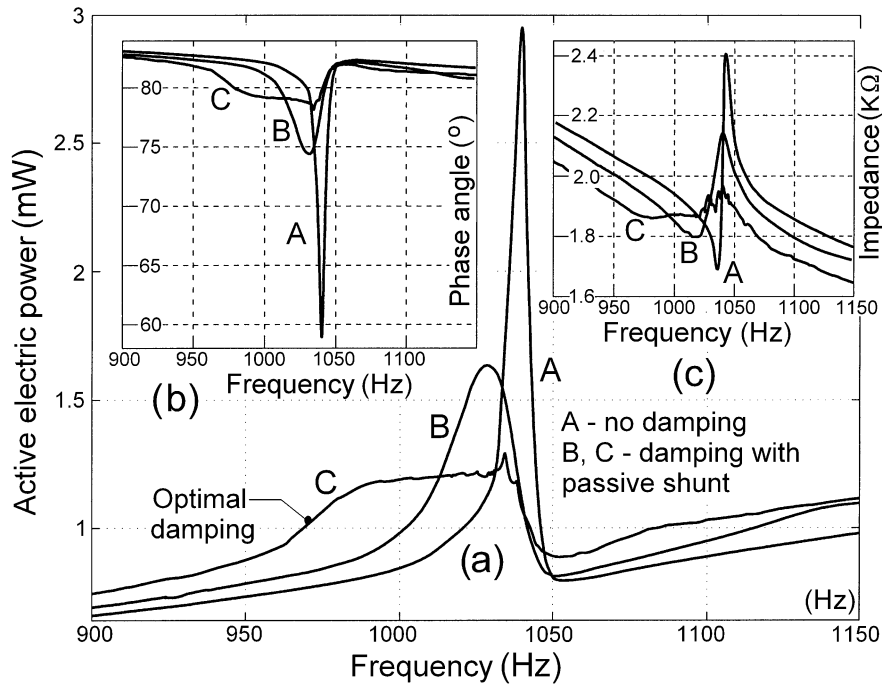 3
2.5
2
1.5
1
Active electric power (mW)
900
950
1000
1050
1100
1150
Frequency (Hz)
(Hz)
(a)
A
B
C
Optimal
damping
A - no damping
B, C - damping with
passive shunt
80
75
70
65
60
Phase angle (º)
C
B
A
900
1000
1050
1100
Frequency (Hz)
(b)
2.4
2.2
2.0
1.8
1.6
Impedance (KΩ)
C
B
A
900
950
1000
1050
1100
1150
Frequency (Hz)
(c)